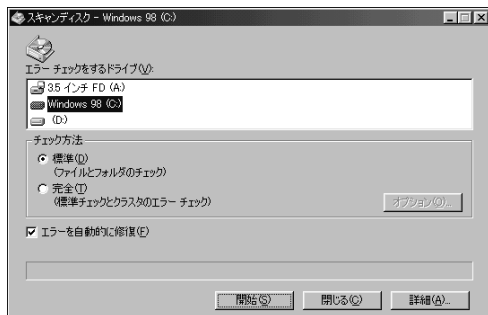 スキャンディスク - Windows 98 (C:)
エラー チェックをするドライブ(V):
3.5 インチ FD (A:)
Windows 98 (C:)
(D:)
チェック方法
標準(D)
(ファイルとフォルダのチェック)
完全(T)
(標準チェックとクラスタのエラー チェック)
オプション(O)...
エラーを自動的に修復(F)
開始(S)
閉じる(C)
詳細(A)...